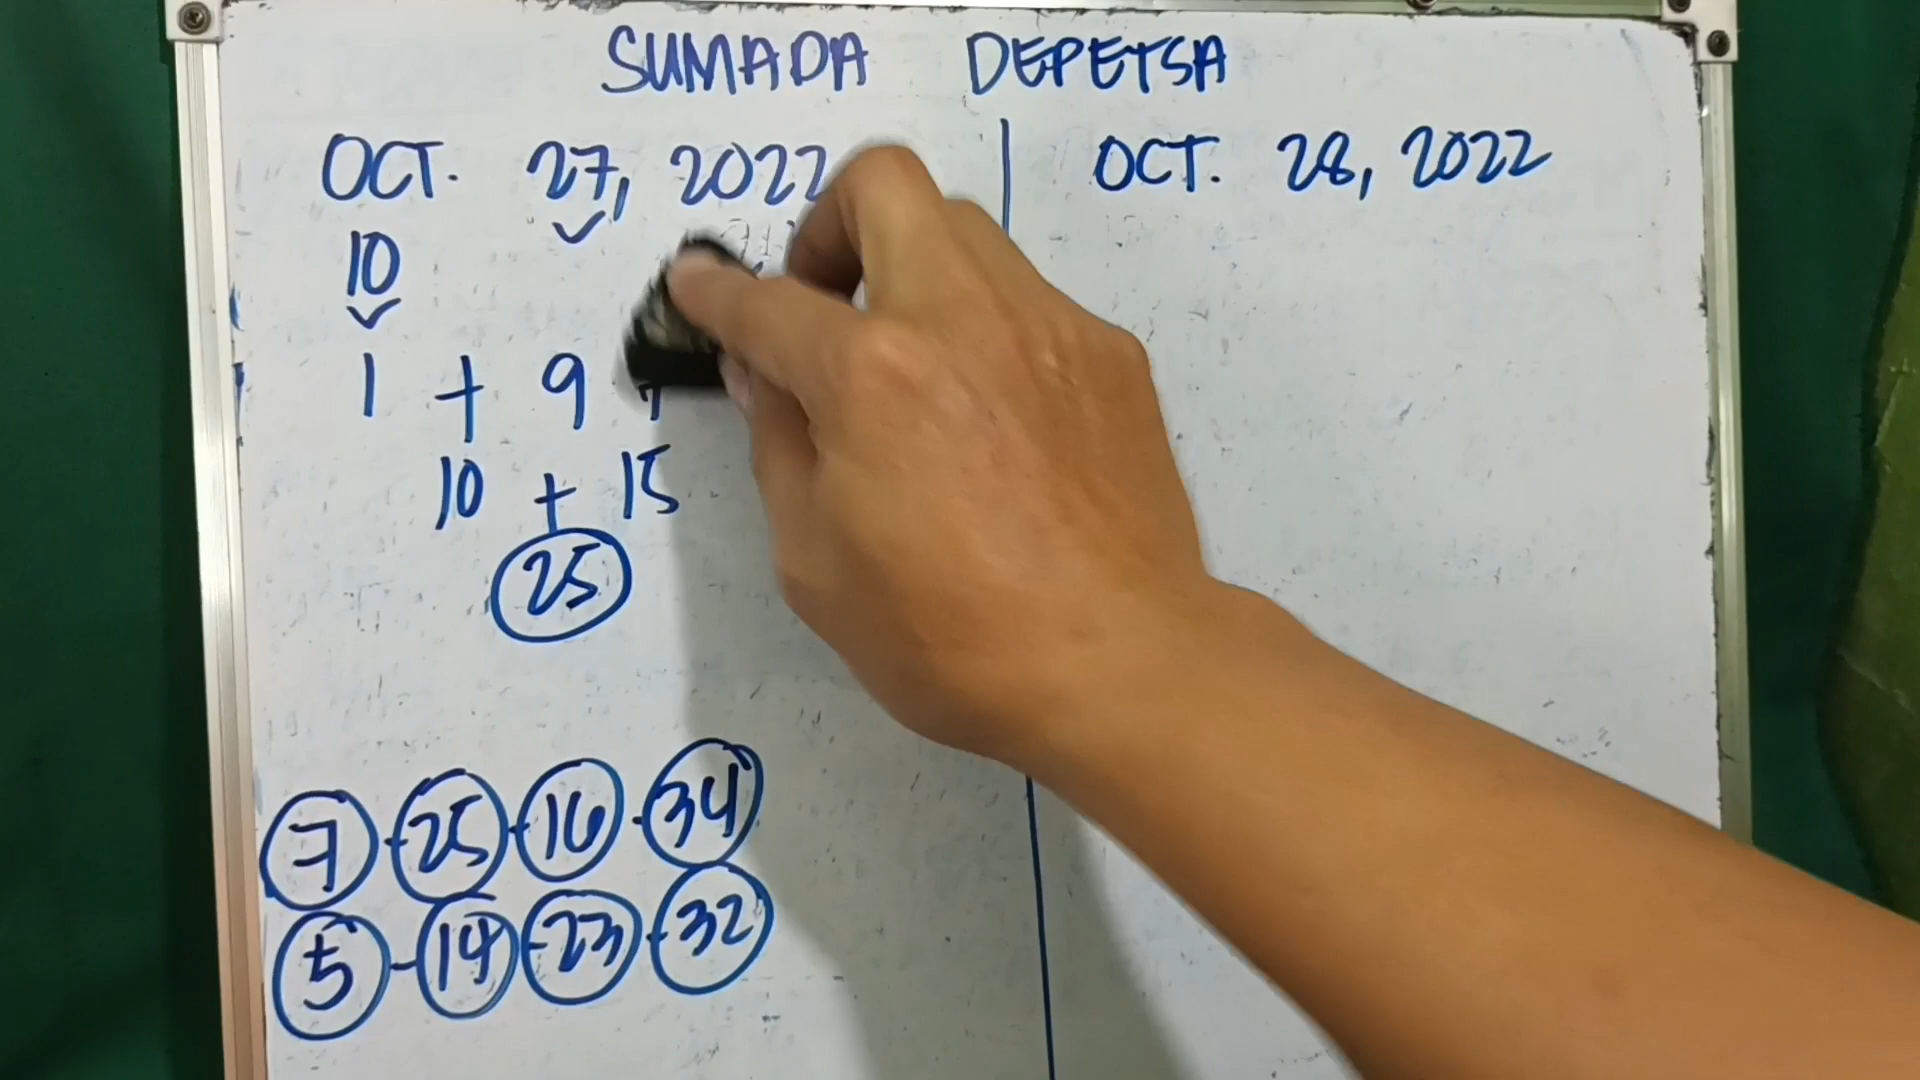 SUMADA DEPETSA
OCT. 27, 2022
10
1 + 9
10 + 15
25
7 - 25 - 16 - 34
5 - 14 - 23 - 32
OCT. 28, 2022